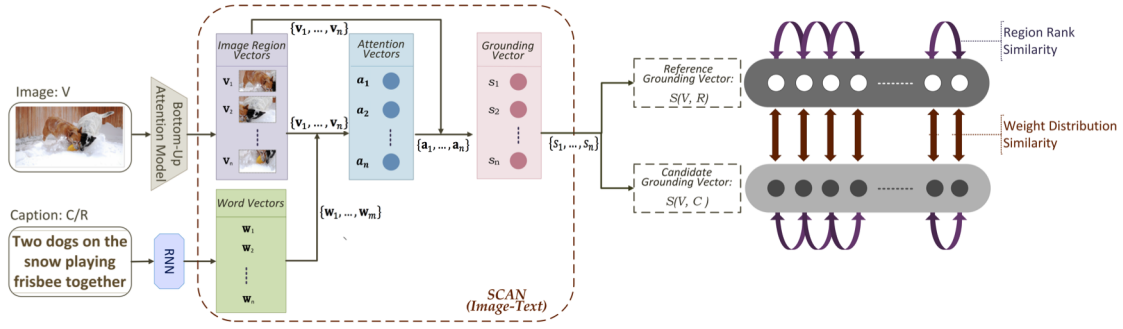 Image: V
Bottom-Up
Attention Model
Caption: C/R
Two dogs on the
snow playing
frisbee together
RNN
Image Region
Vectors
v₁
v₂
vₙ
Word Vectors
w₁
w₂
wₙ
{v₁, ..., vₙ}
{v₁, ..., vₙ}
{w₁, ..., wₘ}
Attention
Vectors
a₁
a₂
aₙ
{a₁, ..., aₙ}
Grounding
Vector
s₁
s₂
sₙ
{s₁, ..., sₙ}
SCAN
(Image-Text)
Reference
Grounding Vector:
S(V, R)
Candidate
Grounding Vector:
S(V, C )
Region Rank
Similarity
Weight Distribution
Similarity